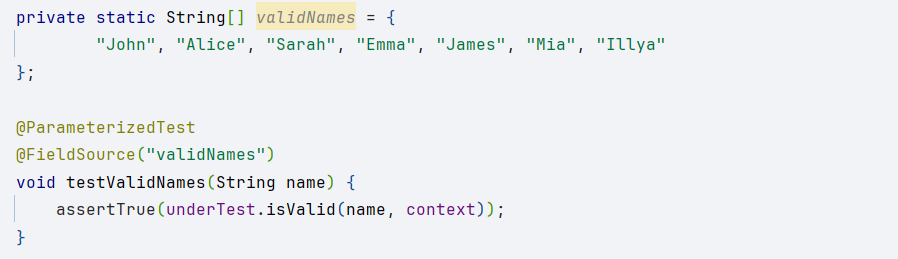 private static String[] validNames = {
"John", "Alice", "Sarah", "Emma", "James", "Mia", "Illya"
};
@ParameterizedTest
@FieldSource("validNames")
void testValidNames(String name) {
assertTrue(underTest.isValid(name, context));
}